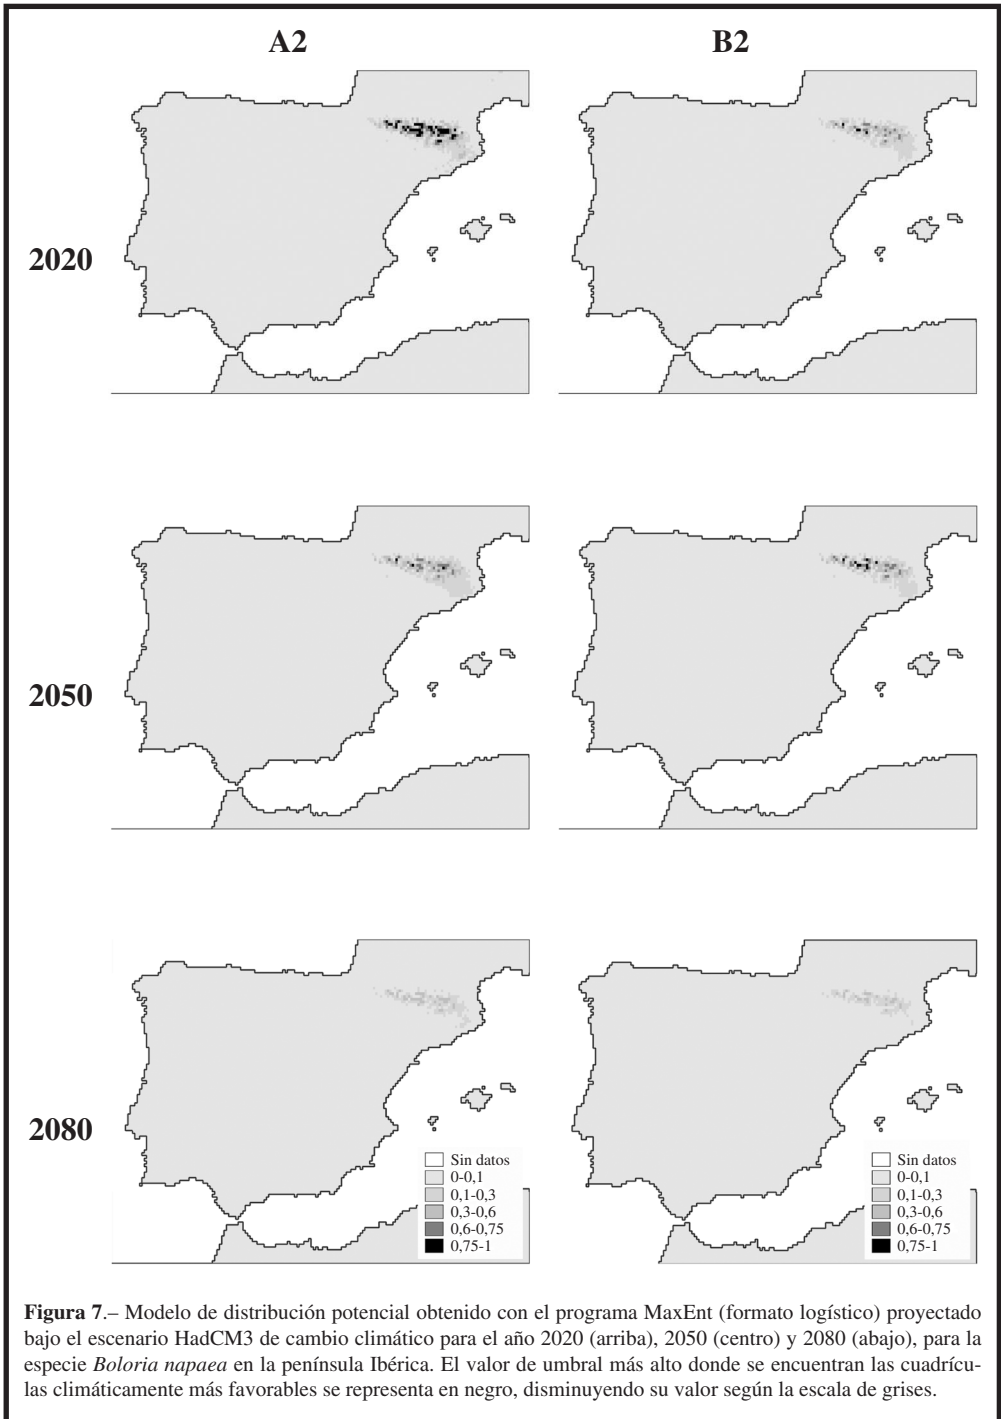 A2
B2
2020
2050
2080
Sin datos
0-0,1
0,1-0,3
0,3-0,6
0,6-0,75
0,75-1
Sin datos
0-0,1
0,1-0,3
0,3-0,6
0,6-0,75
0,75-1
Figura 7.– Modelo de distribución potencial obtenido con el programa MaxEnt (formato logístico) proyectado
bajo el escenario HadCM3 de cambio climático para el año 2020 (arriba), 2050 (centro) y 2080 (abajo), para la
especie Boloria napaea en la península Ibérica. El valor de umbral más alto donde se encuentran las cuadrícu-
las climáticamente más favorables se representa en negro, disminuyendo su valor según la escala de grises.